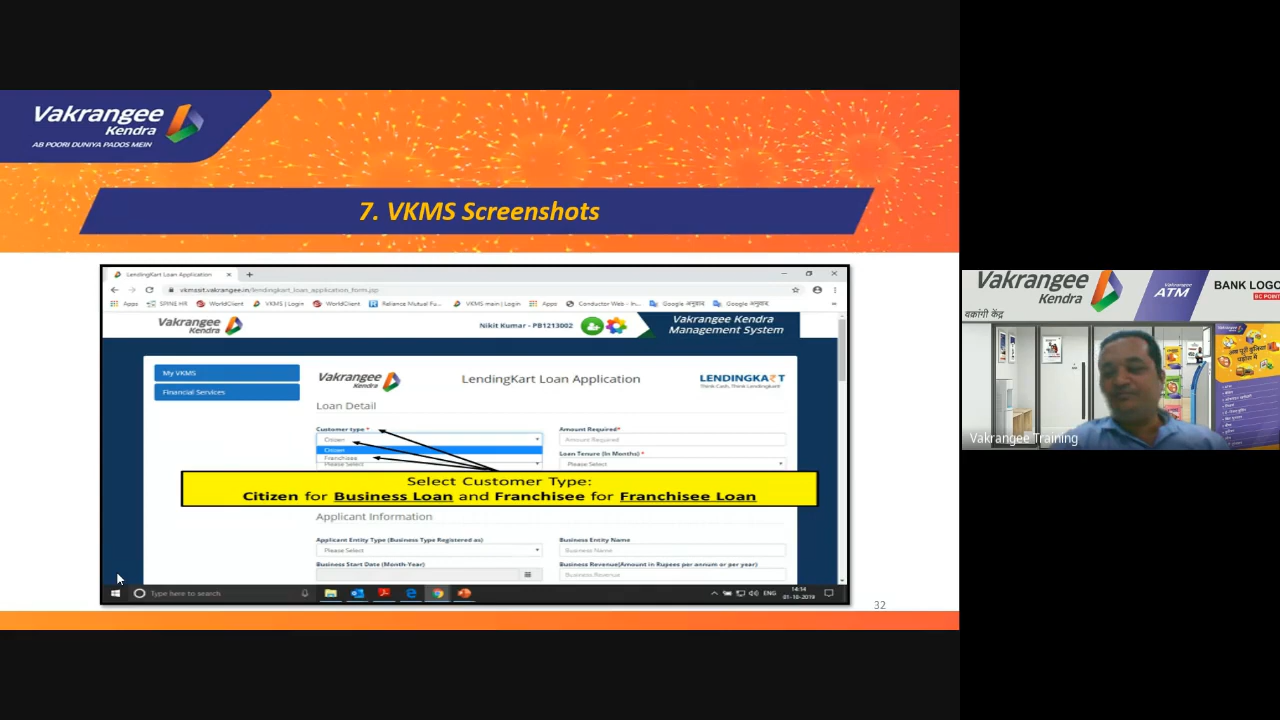 Vakrangee
Kendra
AB POORI DUNIYA PADOS MEIN
7. VKMS Screenshots
LendingKart Loan Application
vkmssit.vakrangee.in/lendingkart_loan_application_form.jsp
Apps SPINE HR WorldClient VKMS | Login WorldClient Reliance Mutual Fu... VKMS main | Login Apps Conductor Web - In... Google अनुवाद Google अनुवाद
Vakrangee
Kendra
Nikit Kumar - PB1213002
Vakrangee Kendra
Management System
My VKMS
Financial Services
Vakrangee
Kendra
LendingKart Loan Application
LENDINGKART
Think Cash, Think Lendingkart!
Loan Detail
Customer type *
Citizen
Citizen
Franchisee
Please Select
Amount Required*
Amount Required
Loan Tenure (In Months) *
Please Select
Select Customer Type:
Citizen for Business Loan and Franchisee for Franchisee Loan
Applicant Information
Applicant Entity Type (Business Type Registered as)
Please Select
Business Entity Name
Business Name
Business Start Date (Month-Year)
Business Revenue(Amount in Rupees per annum or per year)
Business Revenue
Type here to search
ENG
14:14
01-10-2019
32
Vakrangee
Kendra
वक्रांगी केंद्र
Vakrangee
ATM
BANK LOGO
BC POINT
अब पूरी दुनिया
पड़ोस में
Vakrangee Training